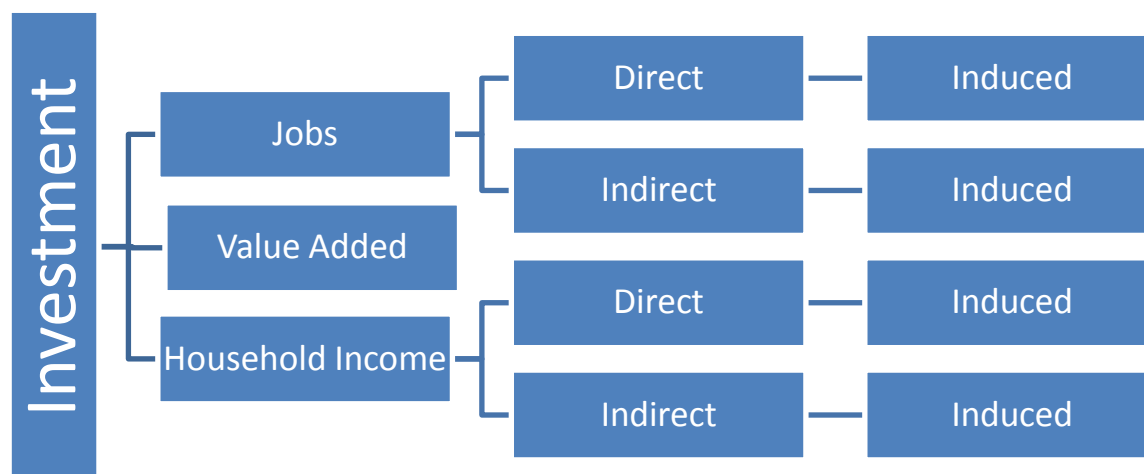 Investment
Jobs
Direct
Induced
Indirect
Induced
Value Added
Household Income
Direct
Induced
Indirect
Induced